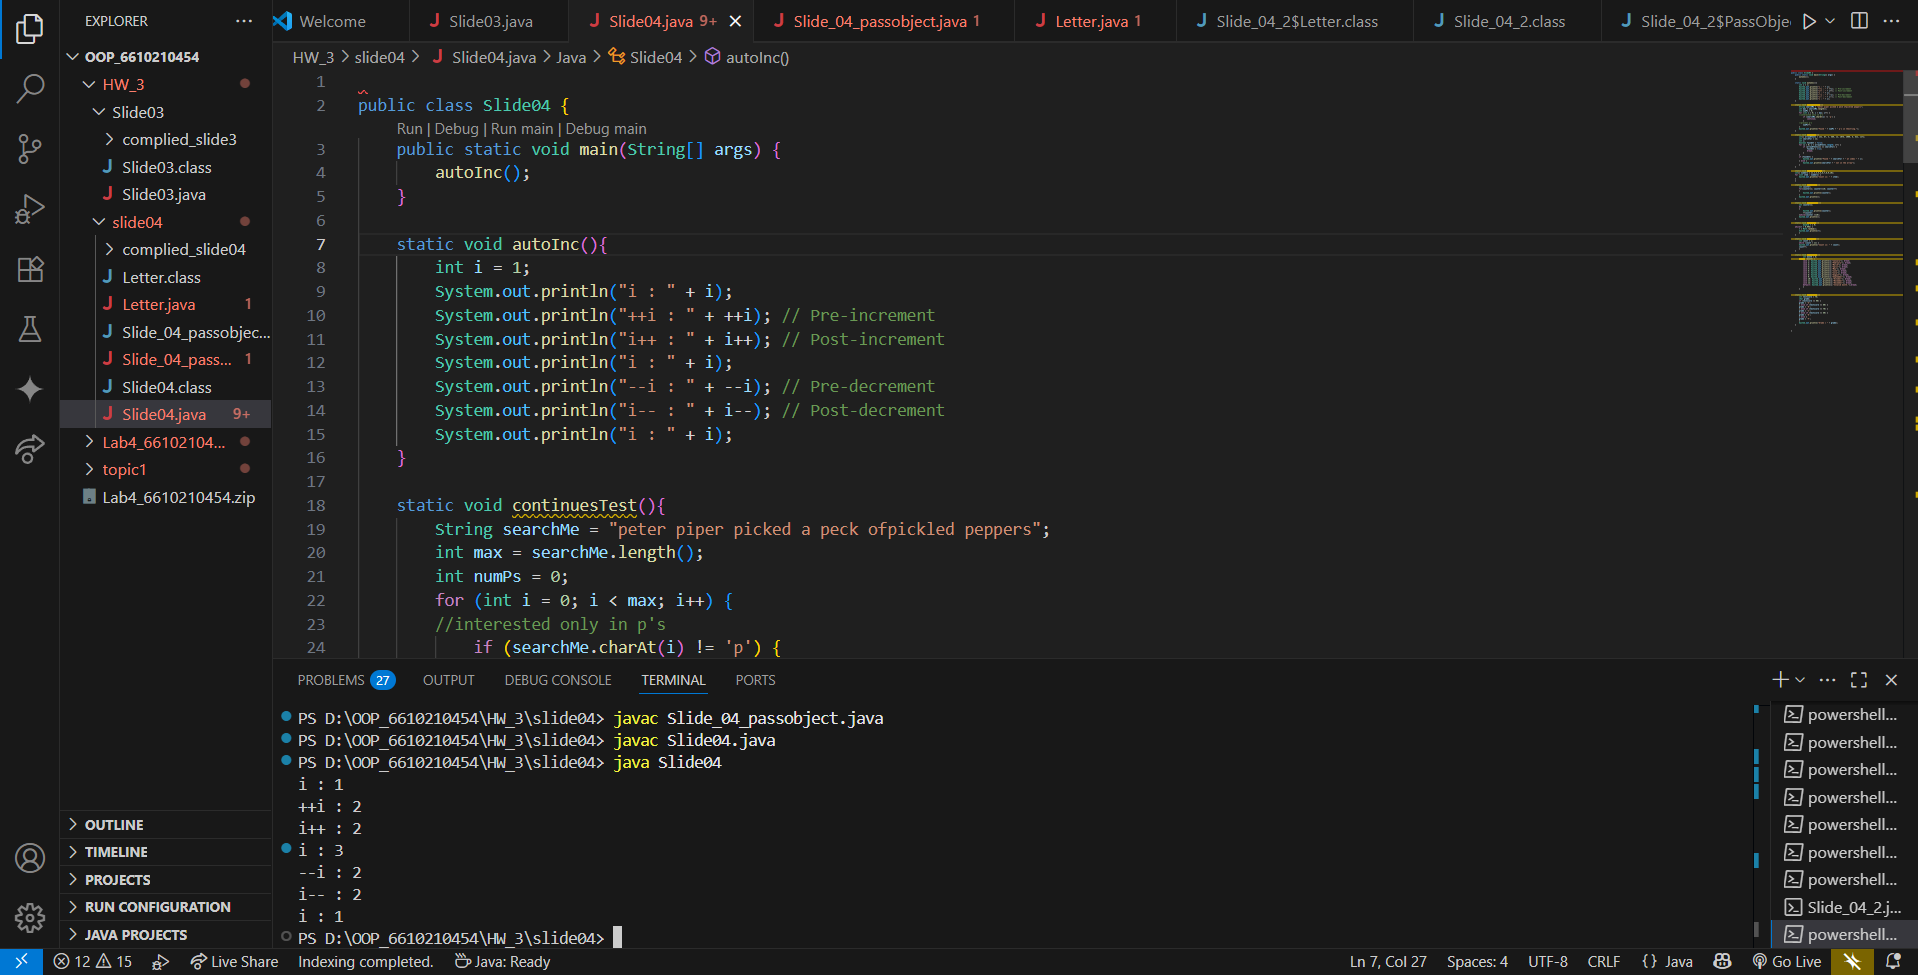 EXPLORER
Welcome
Slide03.java
Slide04.java 9+
Slide_04_passobject.java 1
Letter.java 1
Slide_04_2$Letter.class
Slide_04_2.class
Slide_04_2$PassObje
OOP_6610210454
HW_3
Slide03
complied_slide3
Slide03.class
Slide03.java
slide04
complied_slide04
Letter.class
Letter.java 1
Slide_04_passobjec...
Slide_04_pass... 1
Slide04.class
Slide04.java 9+
Lab4_66102104...
topic1
Lab4_6610210454.zip
OUTLINE
TIMELINE
PROJECTS
RUN CONFIGURATION
JAVA PROJECTS
HW_3 > slide04 > Slide04.java > Java > Slide04 > autoInc()
1
2 public class Slide04 {
Run | Debug | Run main | Debug main
3 public static void main(String[] args) {
4 autoInc();
5 }
6
7 static void autoInc(){
8 int i = 1;
9 System.out.println("i : " + i);
10 System.out.println("++i : " + ++i); // Pre-increment
11 System.out.println("i++ : " + i++); // Post-increment
12 System.out.println("i : " + i);
13 System.out.println("--i : " + --i); // Pre-decrement
14 System.out.println("i-- : " + i--); // Post-decrement
15 System.out.println("i : " + i);
16 }
17
18 static void continuesTest(){
19 String searchMe = "peter piper picked a peck ofpickled peppers";
20 int max = searchMe.length();
21 int numPs = 0;
22 for (int i = 0; i < max; i++) {
23 //interested only in p's
24 if (searchMe.charAt(i) != 'p') {
PROBLEMS 27 OUTPUT DEBUG CONSOLE TERMINAL PORTS
PS D:\OOP_6610210454\HW_3\slide04> javac Slide_04_passobject.java
PS D:\OOP_6610210454\HW_3\slide04> javac Slide04.java
PS D:\OOP_6610210454\HW_3\slide04> java Slide04
i : 1
++i : 2
i++ : 2
i : 3
--i : 2
i-- : 2
i : 1
PS D:\OOP_6610210454\HW_3\slide04>
powershell...
powershell...
powershell...
powershell...
powershell...
powershell...
powershell...
Slide_04_2.j...
powershell...
12 15 Live Share Indexing completed. Java: Ready
Ln 7, Col 27 Spaces: 4 UTF-8 CRLF {} Java Go Live